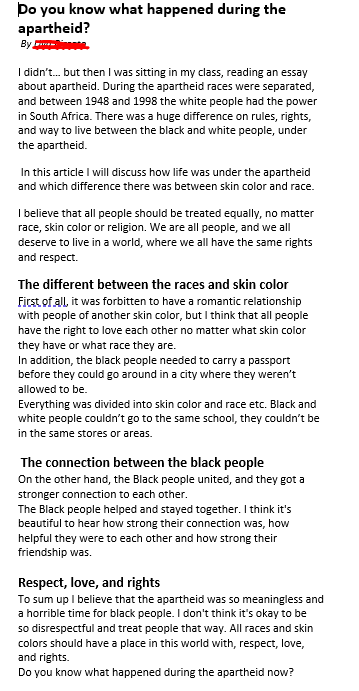 Do you know what happened during the
apartheid?
By
I didn't... but then I was sitting in my class, reading an essay
about apartheid. During the apartheid races were separated,
and between 1948 and 1998 the white people had the power
in South Africa. There was a huge difference on rules, rights,
and way to live between the black and white people, under
the apartheid.
In this article I will discuss how life was under the apartheid
and which difference there was between skin color and race.
I believe that all people should be treated equally, no matter
race, skin color or religion. We are all people, and we all
deserve to live in a world, where we all have the same rights
and respect.
The different between the races and skin color
First of all, it was forbitten to have a romantic relationship
with people of another skin color, but I think that all people
have the right to love each other no matter what skin color
they have or what race they are.
In addition, the black people needed to carry a passport
before they could go around in a city where they weren't
allowed to be.
Everything was divided into skin color and race etc. Black and
white people couldn't go to the same school, they couldn't be
in the same stores or areas.
The connection between the black people
On the other hand, the Black people united, and they got a
stronger connection to each other.
The Black people helped and stayed together. I think it's
beautiful to hear how strong their connection was, how
helpful they were to each other and how strong their
friendship was.
Respect, love, and rights
To sum up I believe that the apartheid was so meaningless and
a horrible time for black people. I don't think it's okay to be
so disrespectful and treat people that way. All races and skin
colors should have a place in this world with, respect, love,
and rights.
Do you know what happened during the apartheid now?